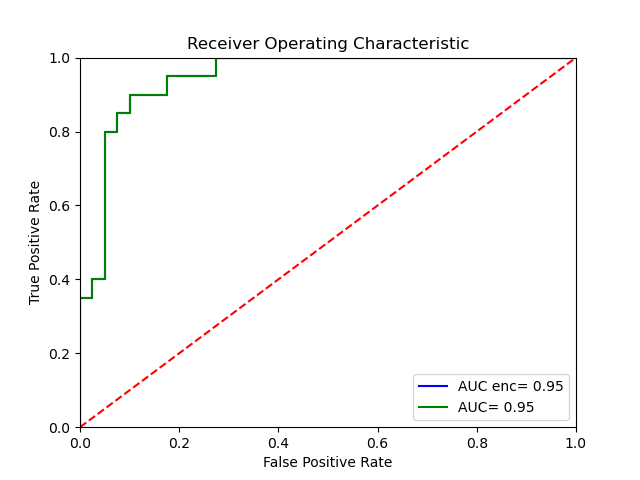 Receiver Operating Characteristic
1.0
0.8
0.6
0.4
0.2
0.0
True Positive Rate
AUC enc= 0.95
AUC= 0.95
0.0 0.2 0.4 0.6 0.8 1.0
False Positive Rate